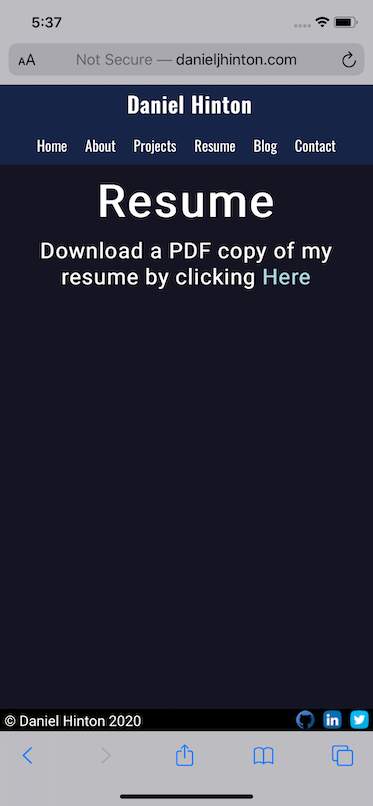 5:37
AA Not Secure — danieljhinton.com
Daniel Hinton
Home About Projects Resume Blog Contact
Resume
Download a PDF copy of my
resume by clicking Here
© Daniel Hinton 2020
in